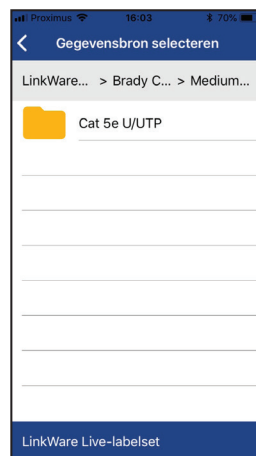 Proximus 16:03 70%
Gegevensbron selecteren
LinkWare... > Brady C... > Medium...
Cat 5e U/UTP
LinkWare Live-labelset